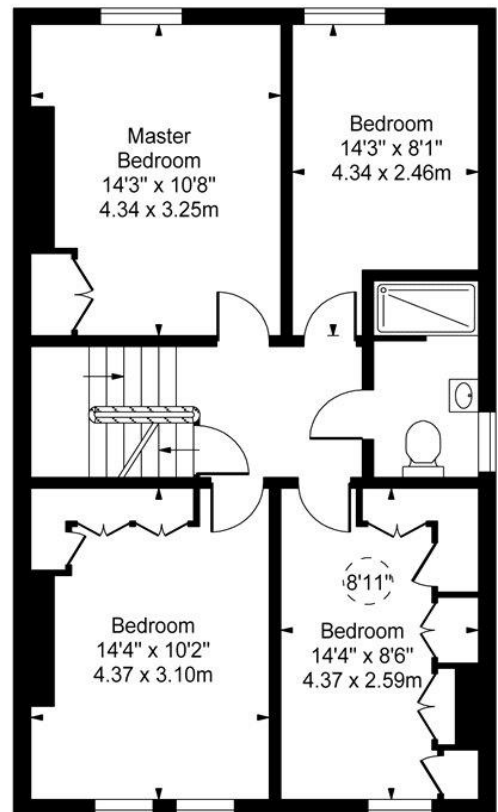 Master
Bedroom
14'3" x 10'8"
4.34 x 3.25m
Bedroom
14'3" x 8'1"
4.34 x 2.46m
Bedroom
14'4" x 10'2"
4.37 x 3.10m
8'11"
Bedroom
14'4" x 8'6"
4.37 x 2.59m